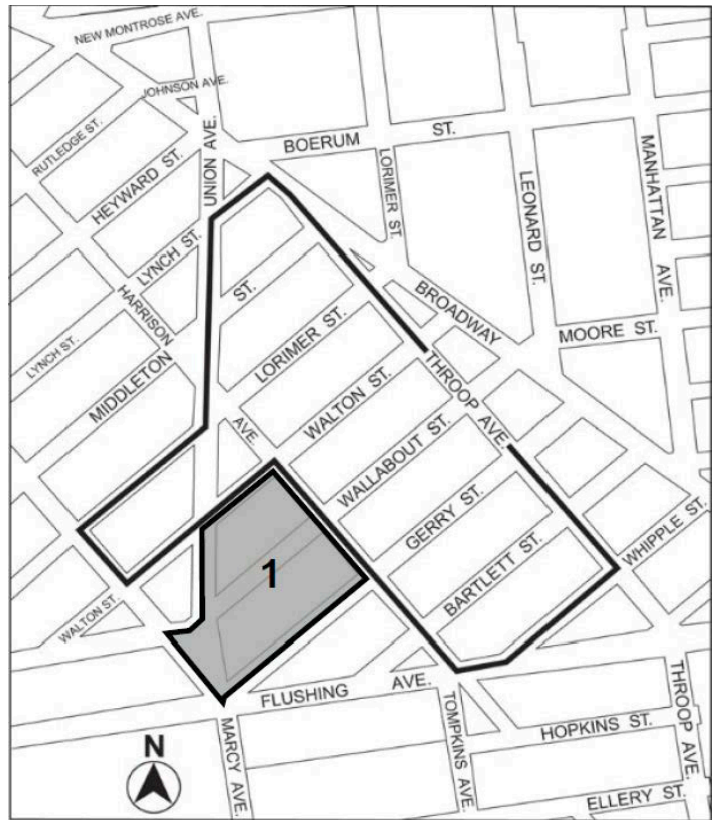 NEW MONTROSE AVE.
JOHNSON AVE.
RUTLEDGE ST.
UNION AVE.
BOERUM ST.
HEYWARD ST.
LORIMER ST.
MANHATTAN AVE.
LEONARD ST.
LYNCH ST.
HARRISON AVE.
ST.
BROADWAY
LYNCH ST.
LORIMER ST.
MOORE ST.
MIDDLETON
WALTON ST.
THROOP AVE.
WALLABOUT ST.
GERRY ST.
WHIPPLE ST.
BARTLETT ST.
1
WALTON ST.
FLUSHING AVE.
MARCY AVE.
TOMPKINS AVE.
THROOP AVE.
HOPKINS ST.
N
ELLERY ST.